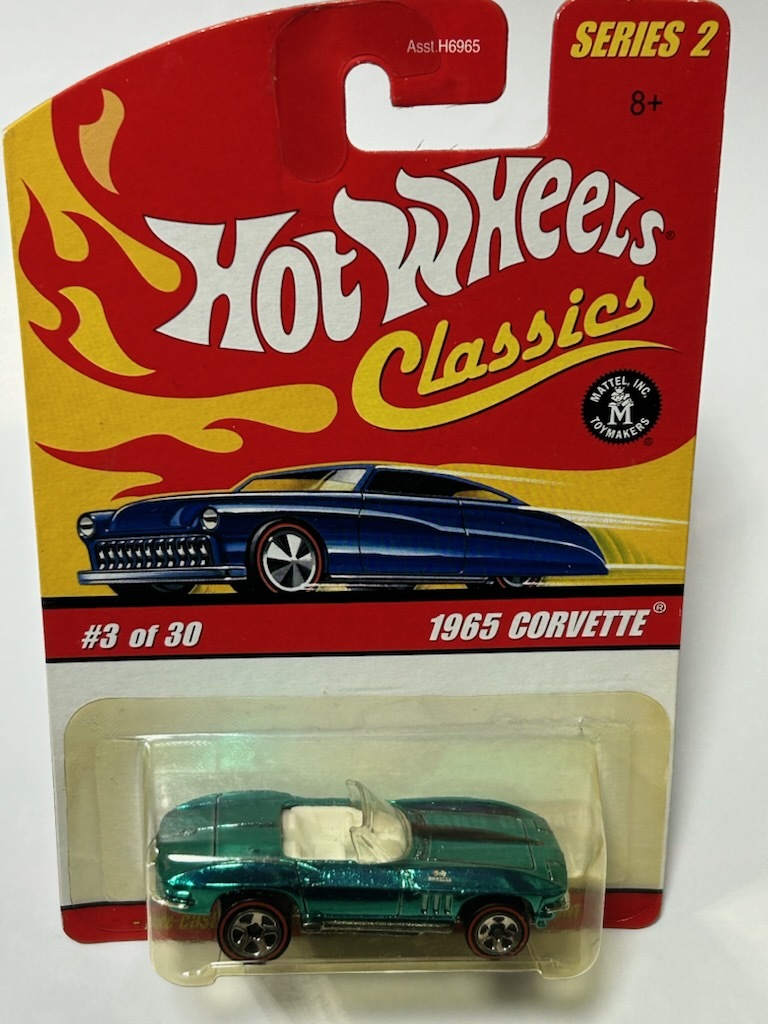 Asst.H6965
SERIES 2
8+
HOT WHEELS®
Classics
MATTEL, INC.
M
TOYMAKERS
®
#3 of 30
1965 CORVETTE®